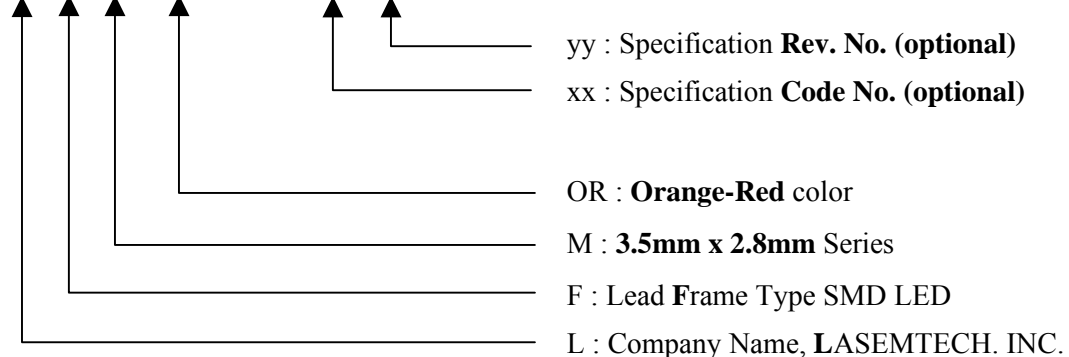 yy : Specification Rev. No. (optional)
xx : Specification Code No. (optional)
OR : Orange-Red color
M : 3.5mm x 2.8mm Series
F : Lead Frame Type SMD LED
L : Company Name, LASEMTECH. INC.